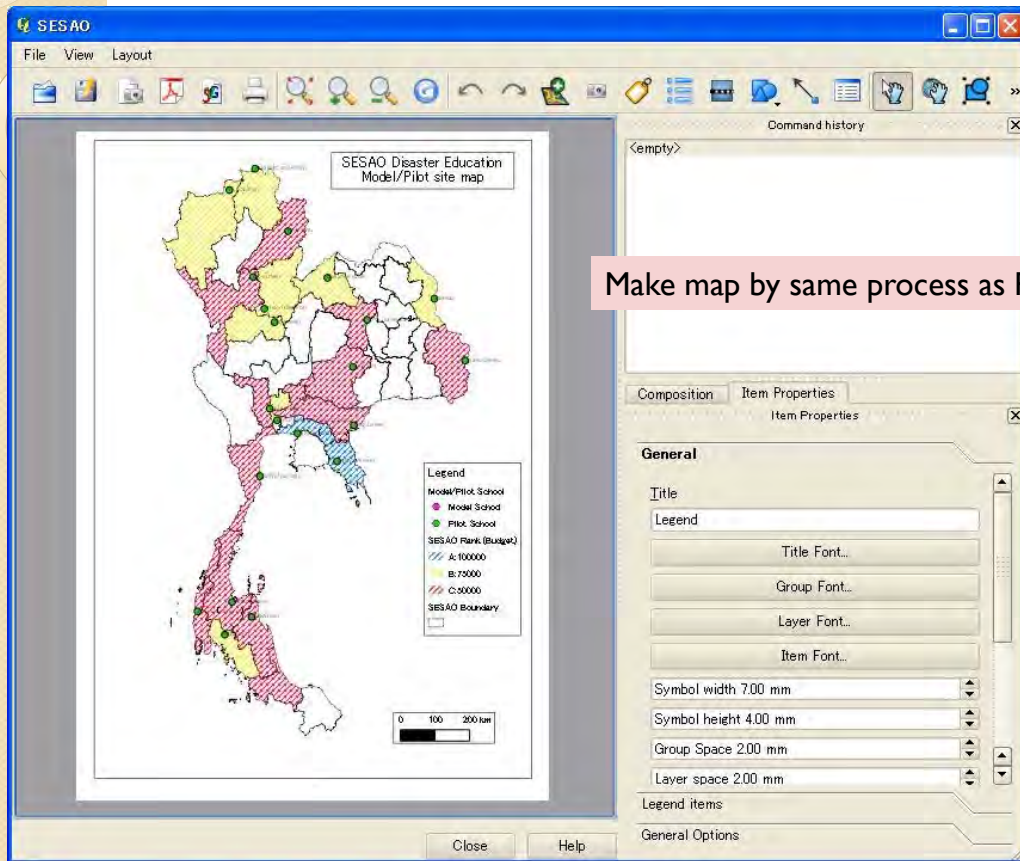 SESAO
File View Layout
SESAO Disaster Education
Model/Pilot site map
Legend
Model/Pilot School
Model School
Pilot School
SESAO Rank (Budget)
A:100000
B:75000
C:50000
SESAO Boundary
0 100 200 km
Command history
<empty>
Make map by same process as
Composition Item Properties
Item Properties
General
Title
Legend
Title Font...
Group Font...
Layer Font...
Item Font...
Symbol width 7.00 mm
Symbol height 4.00 mm
Group Space 2.00 mm
Layer space 2.00 mm
Legend items
General Options
Close Help